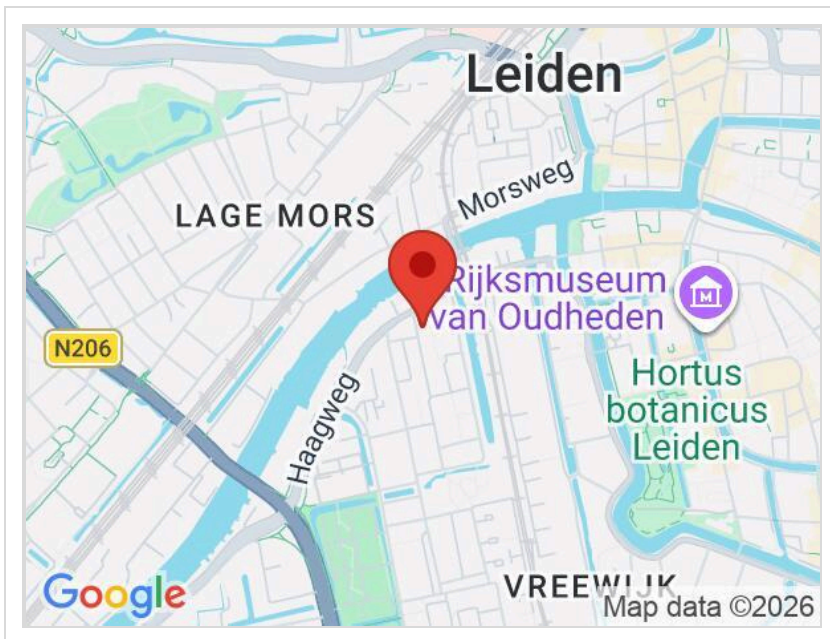 Leiden
Morsweg
LAGE MORS
Rijksmuseum
van Oudheden
M
N206
Hortus
botanicus
Leiden
Haagweg
VREEWIJK
Google
Map data ©2026